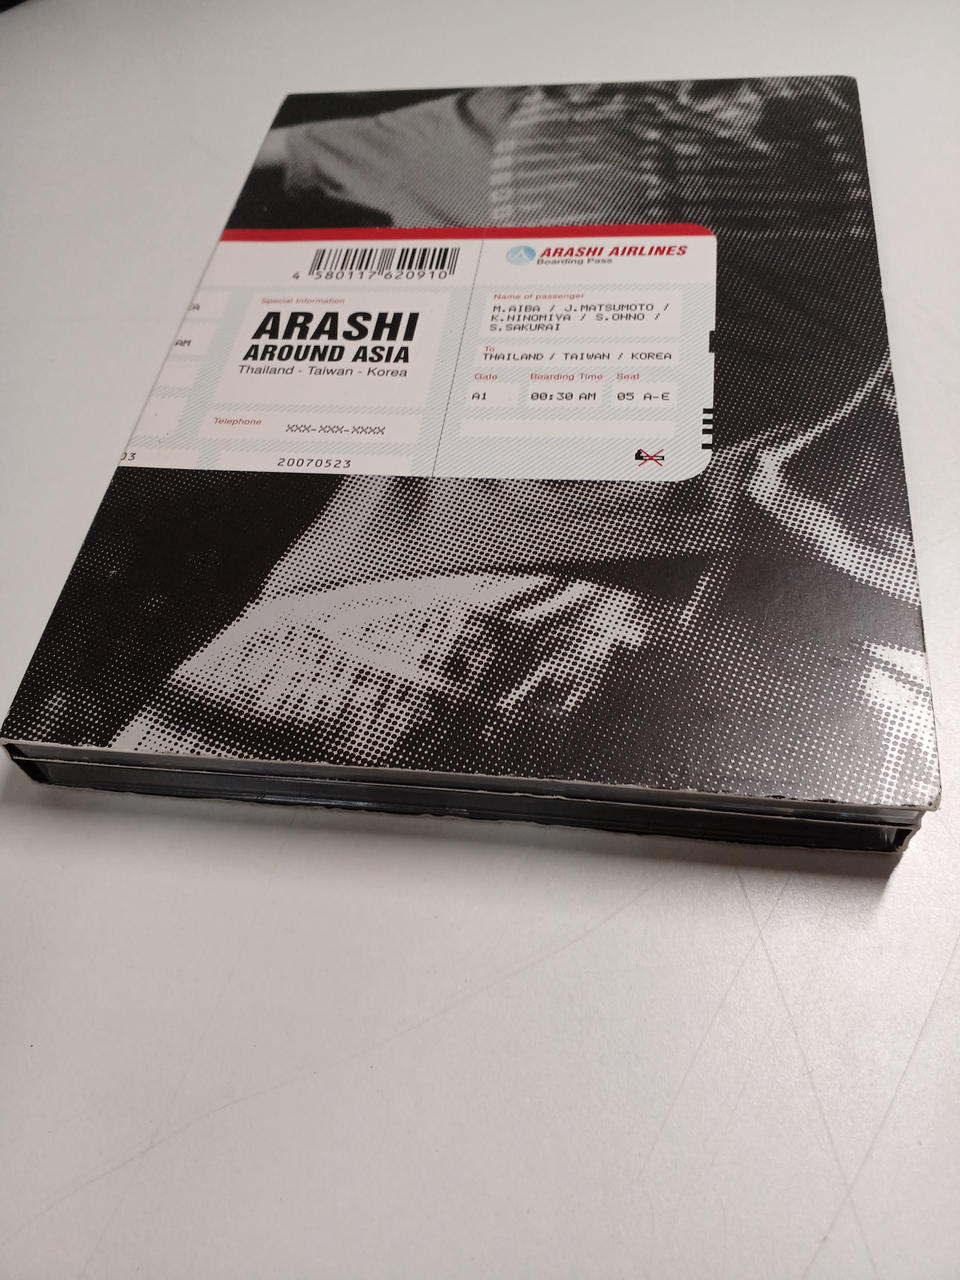 4 580117 620910
Special Information
ARASHI
AROUND ASIA
Thailand - Taiwan - Korea
Telephone
XXX-XXX-XXXX
20070523
AM
03
ARASHI AIRLINES
Boarding Pass
Name of passenger
M.AIBA / J.MATSUMOTO /
K.NINOMIYA / S.OHNO /
S.SAKURAI
To
THAILAND / TAIWAN / KOREA
Gate
Boarding Time
Seat
A1
00:30 AM
05 A-E